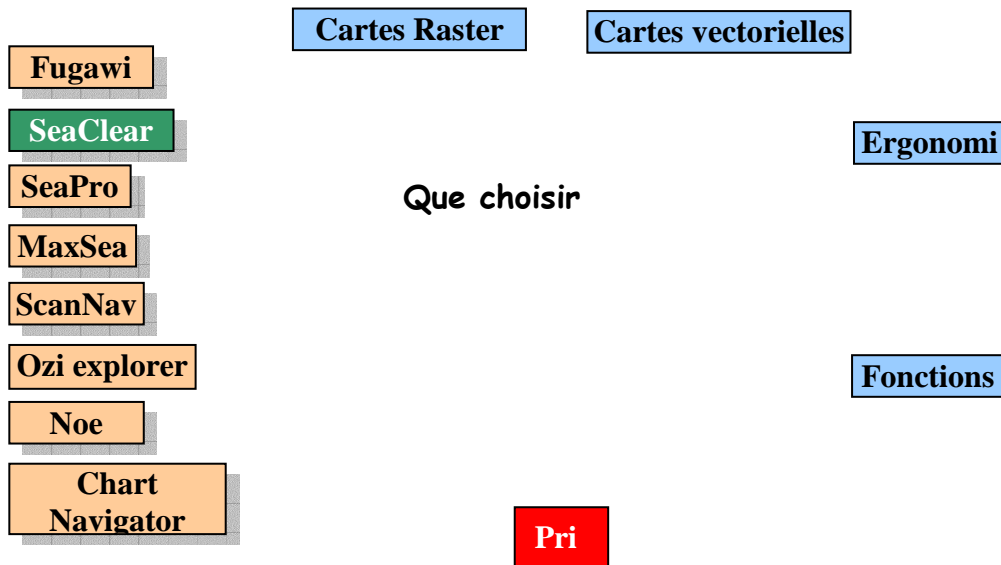 Cartes Raster
Cartes vectorielles
Fugawi
SeaClear
Ergonomi
SeaPro
Que choisir
MaxSea
ScanNav
Ozi explorer
Fonctions
Noe
Chart
Navigator
Pri